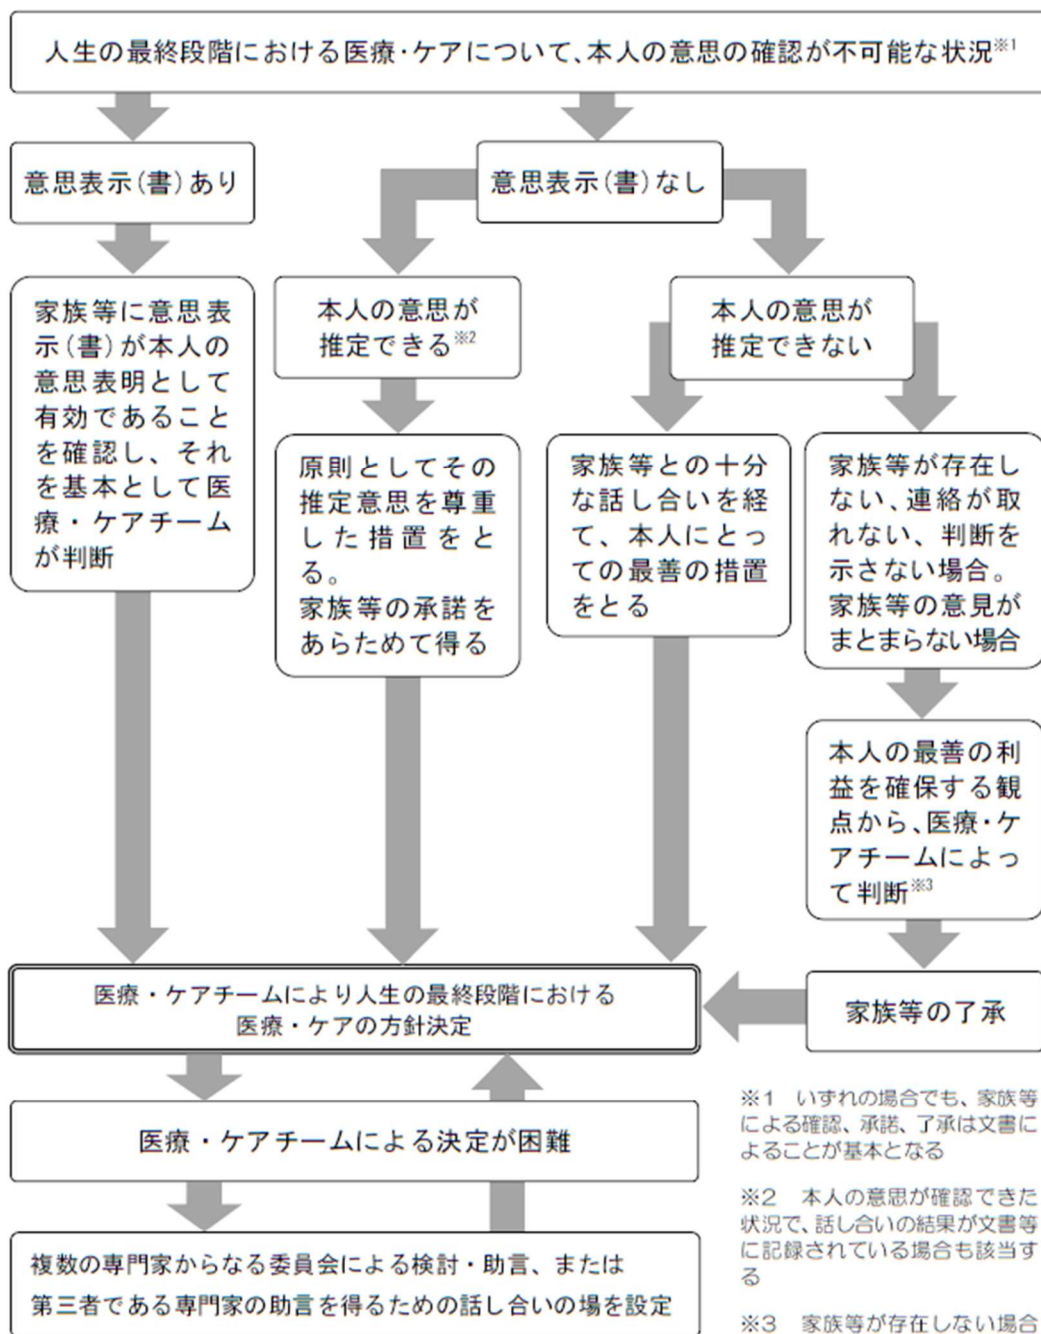 人生の最終段階における医療・ケアについて、本人の意思の確認が不可能な状況※1
意思表示(書)あり
意思表示(書)なし
家族等に意思表
示(書)が本人の
意思表明として
有効であること
を確認し、それ
を基本として医
療・ケアチーム
が判断
本人の意思が
推定できる※2
本人の意思が
推定できない
原則としてその
推定意思を尊重
した措置をと
る。
家族等の承諾を
あらためて得る
家族等との十分
な話し合いを経
て、本人にとっ
ての最善の措置
をとる
家族等が存在し
ない、連絡が取
れない、判断を
示さない場合。
家族等の意見が
まとまらない場合
本人の最善の利
益を確保する観
点から、医療・ケ
アチームによっ
て判断※3
家族等の了承
医療・ケアチームにより人生の最終段階における
医療・ケアの方針決定
医療・ケアチームによる決定が困難
複数の専門家からなる委員会による検討・助言、または
第三者である専門家の助言を得るための話し合いの場を設定
※1 いずれの場合でも、家族等
による確認、承諾、了承は文書に
よることが基本となる
※2 本人の意思が確認できた
状況で、話し合いの結果が文書等
に記録されている場合も該当す
る
※3 家族等が存在しない場合